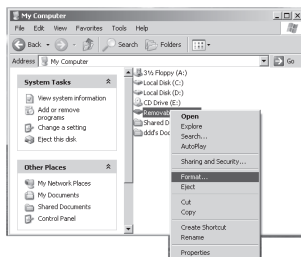 My Computer
File Edit View Favorites Tools Help
Back Search Folders
Address My Computer Go
System Tasks
View system information
Add or remove
programs
Change a setting
Eject this disk
Other Places
My Network Places
My Documents
Shared Documents
Control Panel
3½ Floppy (A:)
Local Disk (C:)
Local Disk (D:)
CD Drive (E:)
Removab
Shared D
ddd's Doc
Open
Explore
Search...
AutoPlay
Sharing and Security...
Format...
Eject
Cut
Copy
Create Shortcut
Rename
Properties